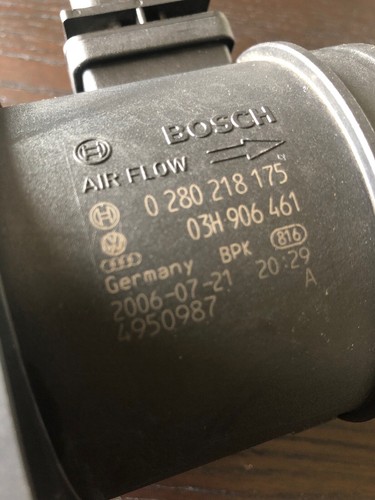 BOSCH
AIR FLOW
0 280 218 175
03H 906 461
Germany BPK 816
2006-07-21 20:29
4950987 A